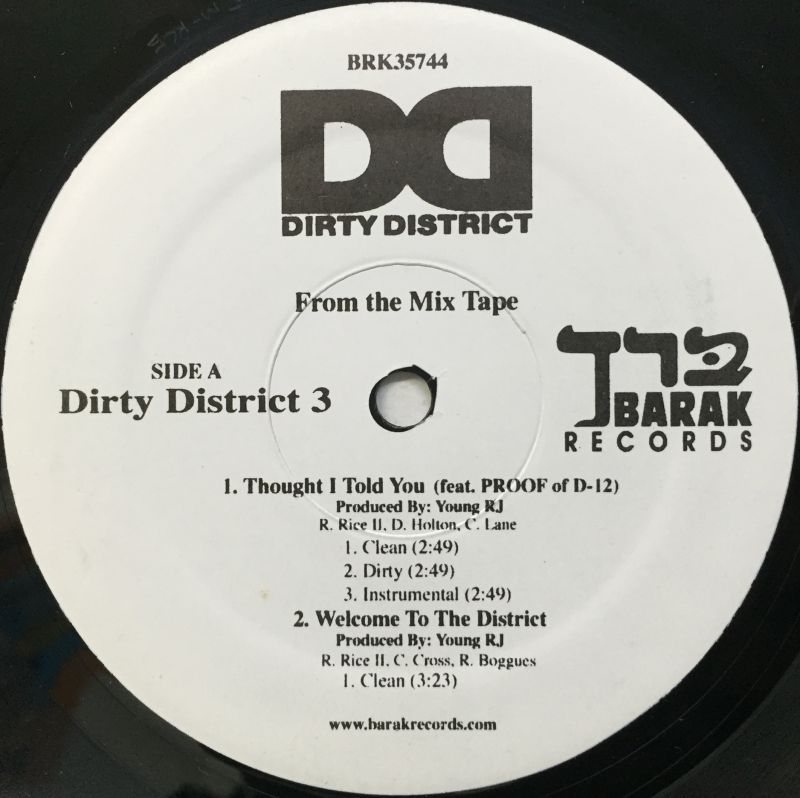 BRK35744
DD
DIRTY DISTRICT
From the Mix Tape
SIDE A
Dirty District 3
ברך
BARAK
RECORDS
1. Thought I Told You (feat. PROOF of D-12)
Produced By: Young RJ
R. Rice II, D. Holton, C. Lane
1. Clean (2:49)
2. Dirty (2:49)
3. Instrumental (2:49)
2. Welcome To The District
Produced By: Young RJ
R. Rice II, C. Cross, R. Boggues
1. Clean (3:23)
www.barakrecords.com